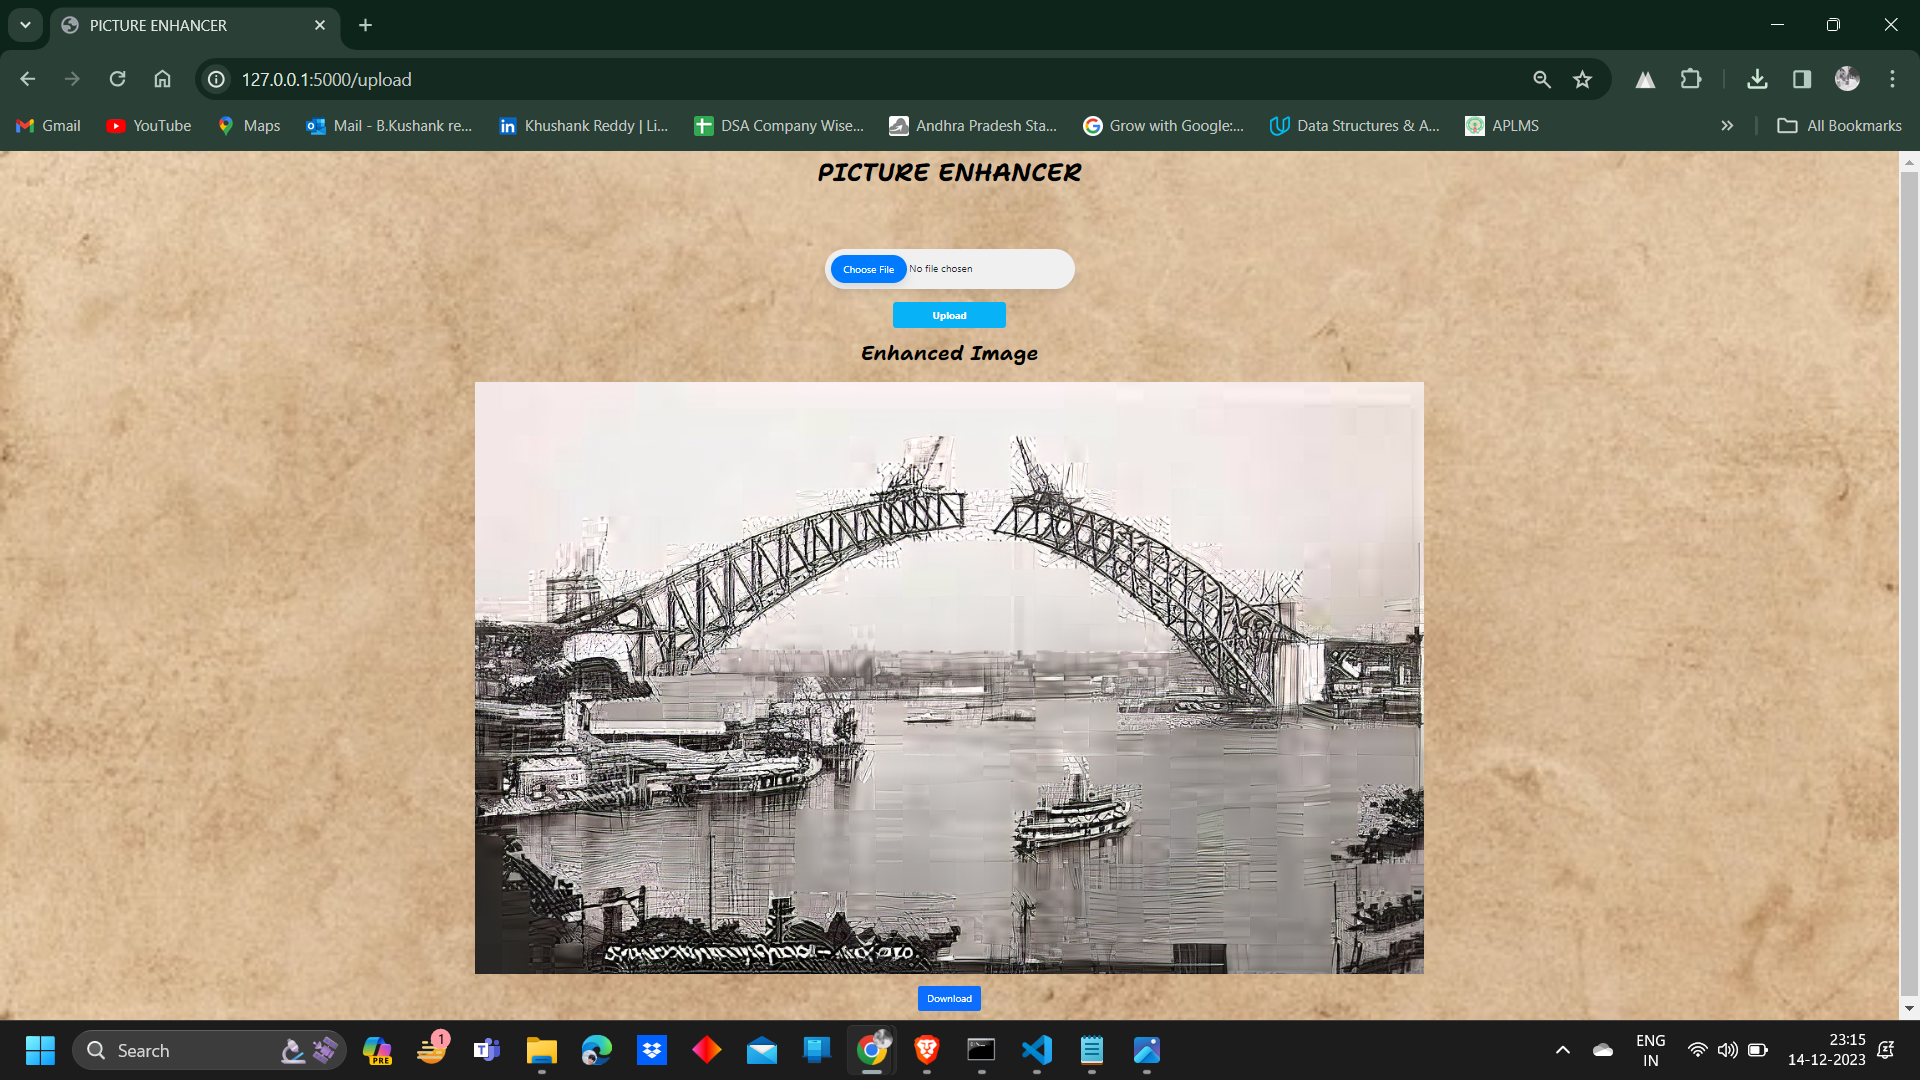 PICTURE ENHANCER
127.0.0.1:5000/upload
Gmail
YouTube
Maps
Mail - B.Kushank re...
Khushank Reddy | Li...
DSA Company Wise...
Andhra Pradesh Sta...
Grow with Google:...
Data Structures & A...
APLMS
All Bookmarks
PICTURE ENHANCER
Choose File No file chosen
Upload
Enhanced Image
Download
Search
PRE
1
ENG
IN
23:15
14-12-2023